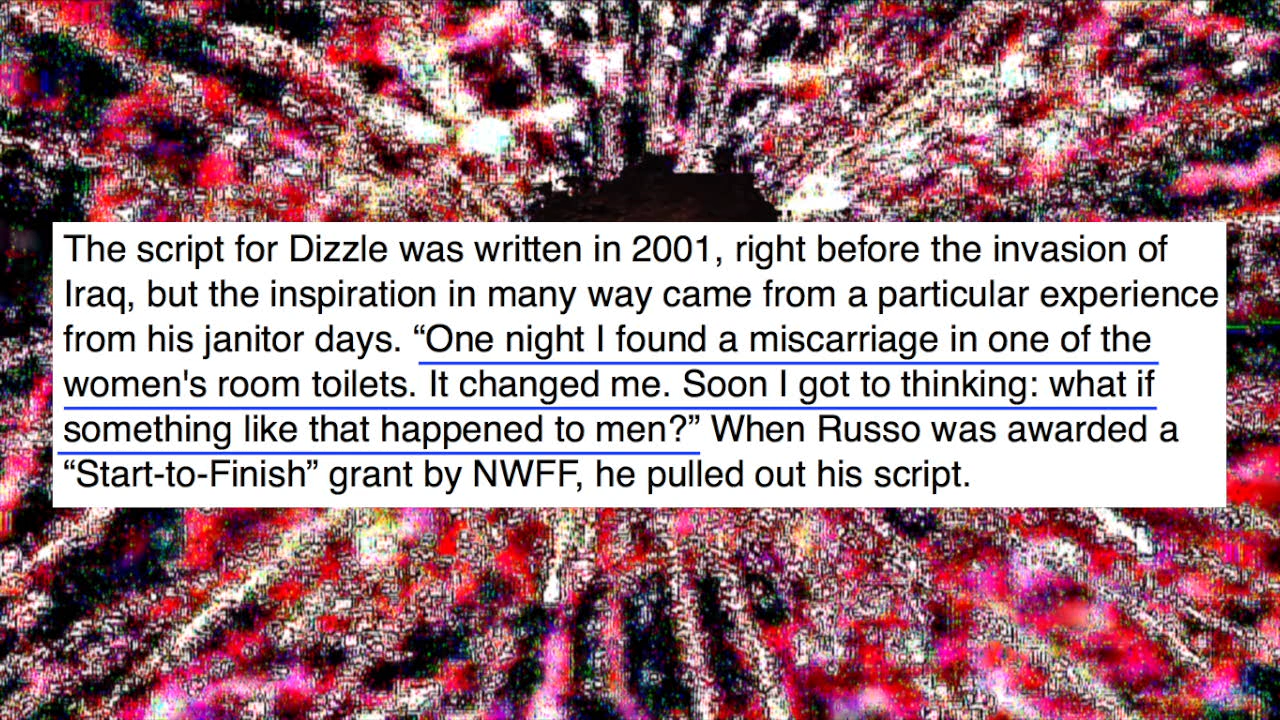 The script for Dizzle was written in 2001, right before the invasion of
Iraq, but the inspiration in many way came from a particular experience
from his janitor days. “One night I found a miscarriage in one of the
women's room toilets. It changed me. Soon I got to thinking: what if
something like that happened to men?” When Russo was awarded a
“Start-to-Finish” grant by NWFF, he pulled out his script.